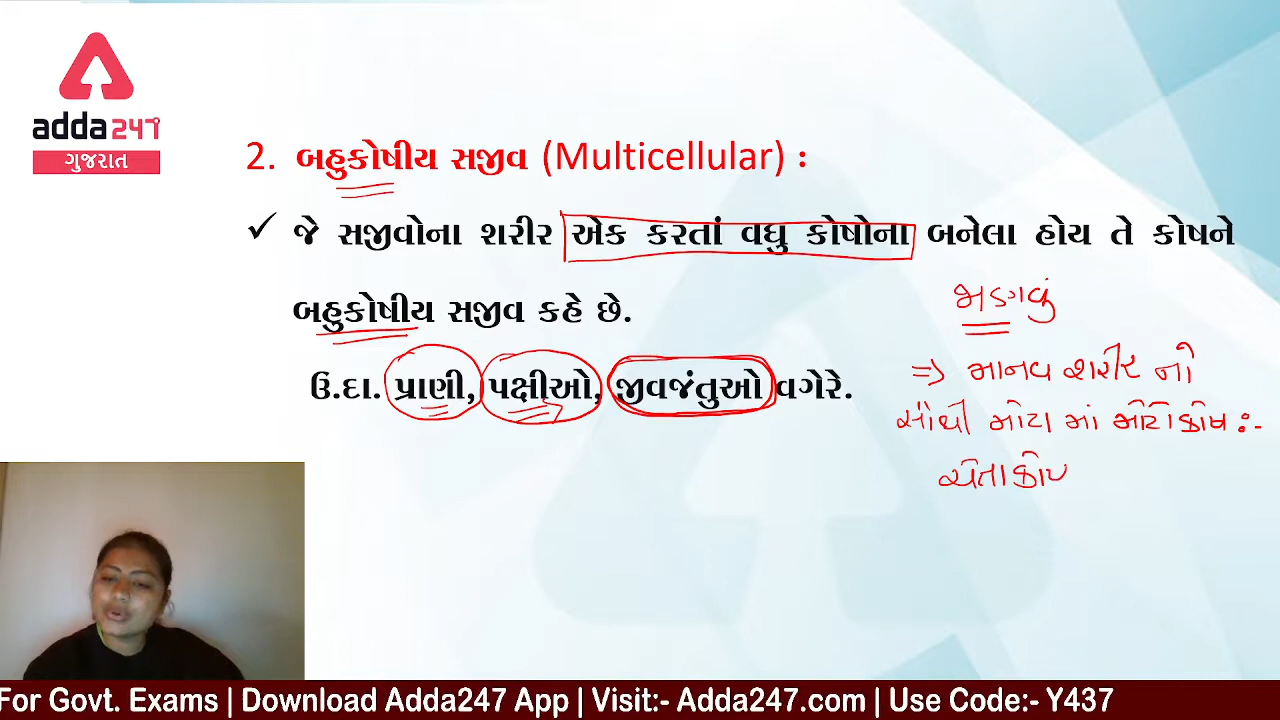 adda247
ગુજરાત
2. બહુકોષીય સજીવ (Multicellular) :
✓ જે સજીવોના શરીર એક કરતાં વધુ કોષોના બનેલા હોય તે કોષને
બહુકોષીય સજીવ કહે છે.
ઉ.દા. પ્રાણી, પક્ષીઓ, જીવજંતુઓ વગેરે.
=> માનવ શરીર નો
સૌથી મોટા માં મોટો કોષ :-
ચેતાકોષ
For Govt. Exams | Download Adda247 App | Visit:- Adda247.com | Use Code:- Y437